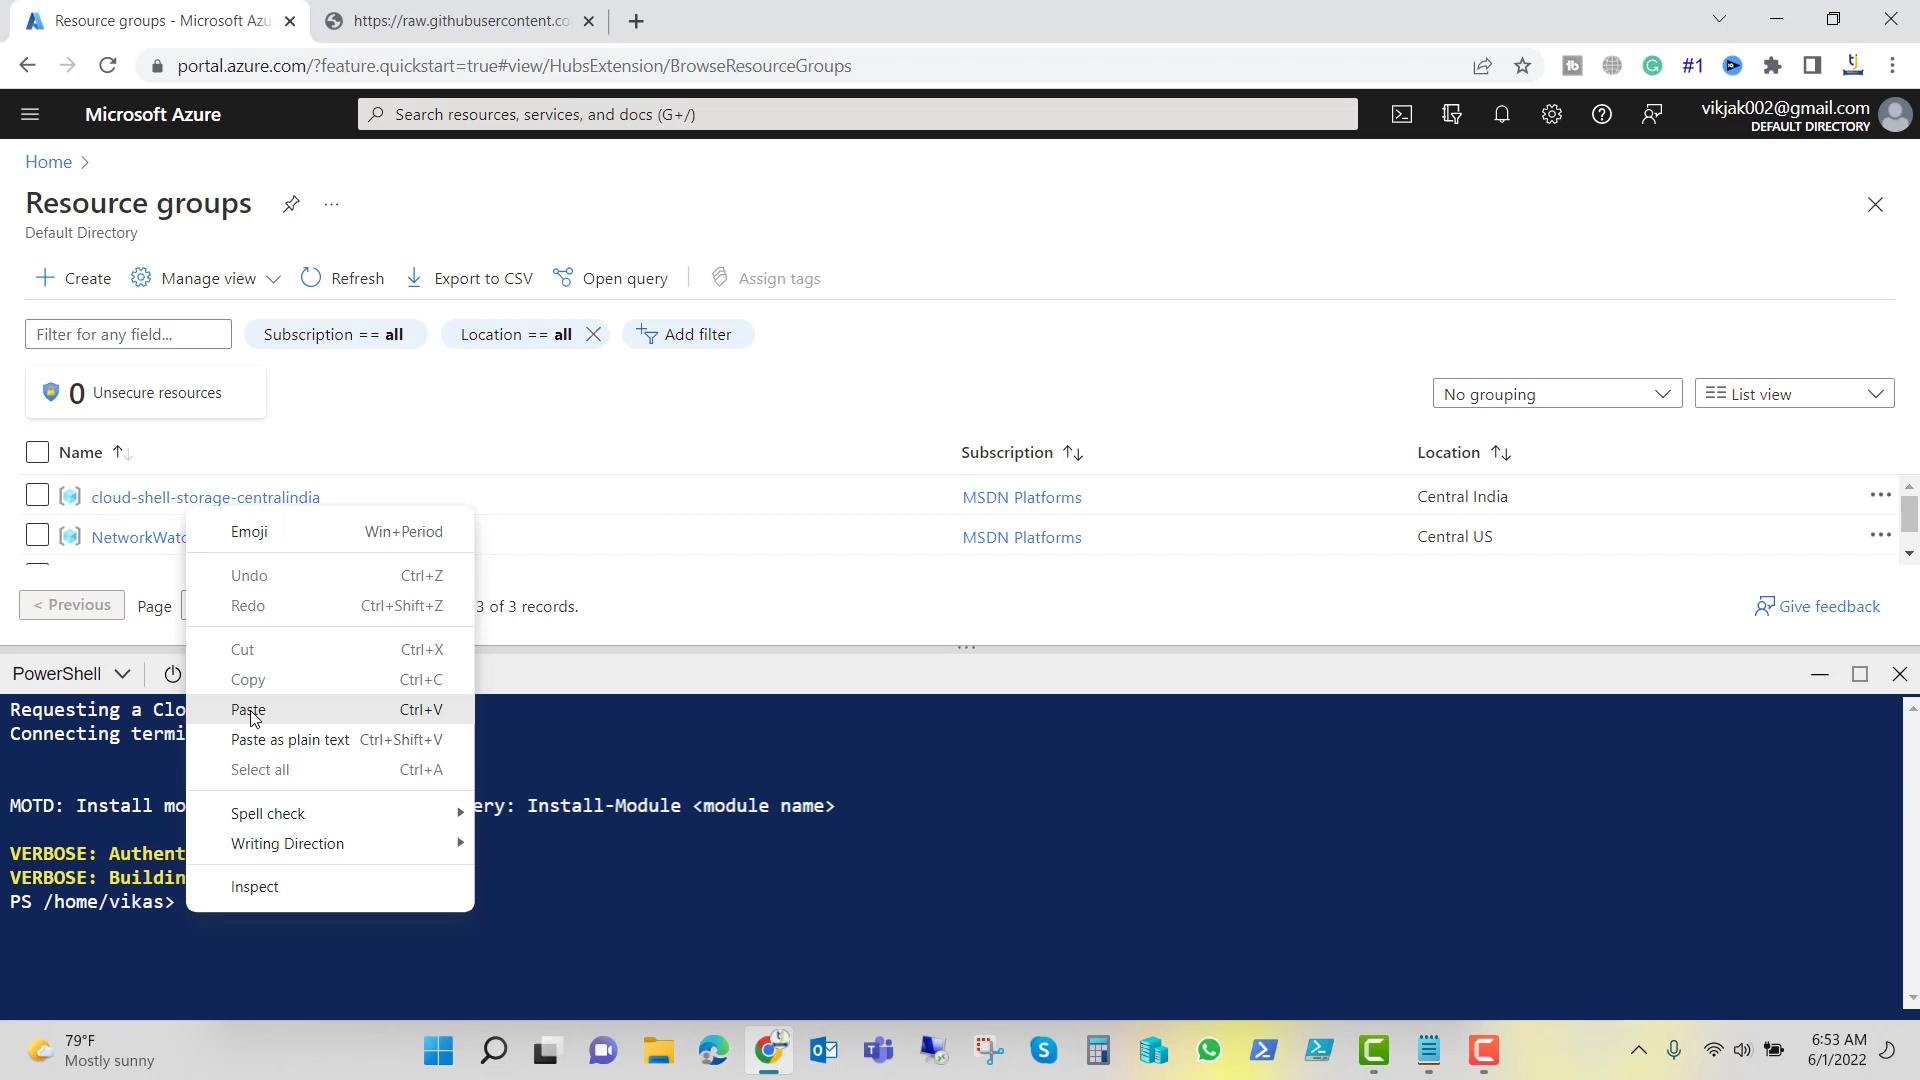 Resource groups - Microsoft Azu
https://raw.githubusercontent.co
portal.azure.com/?feature.quickstart=true#view/HubsExtension/BrowseResourceGroups
#1
tj
Microsoft Azure
Search resources, services, and docs (G+/)
vikjak002@gmail.com
DEFAULT DIRECTORY
Home
Resource groups
...
Default Directory
Create
Manage view
Refresh
Export to CSV
Open query
Assign tags
Filter for any field...
Subscription == all
Location == all
Add filter
0 Unsecure resources
No grouping
List view
Name
Subscription
Location
cloud-shell-storage-centralindia
MSDN Platforms
Central India
NetworkWatc
MSDN Platforms
Central US
< Previous
Page
3 of 3 records.
Give feedback
Emoji Win+Period
Undo Ctrl+Z
Redo Ctrl+Shift+Z
Cut Ctrl+X
Copy Ctrl+C
Paste Ctrl+V
Paste as plain text Ctrl+Shift+V
Select all Ctrl+A
Spell check
Writing Direction
Inspect
PowerShell
Requesting a Clo
Connecting termi
MOTD: Install mo
ery: Install-Module <module name>
VERBOSE: Authent
VERBOSE: Buildin
PS /home/vikas>
79°F
Mostly sunny
6:53 AM
6/1/2022